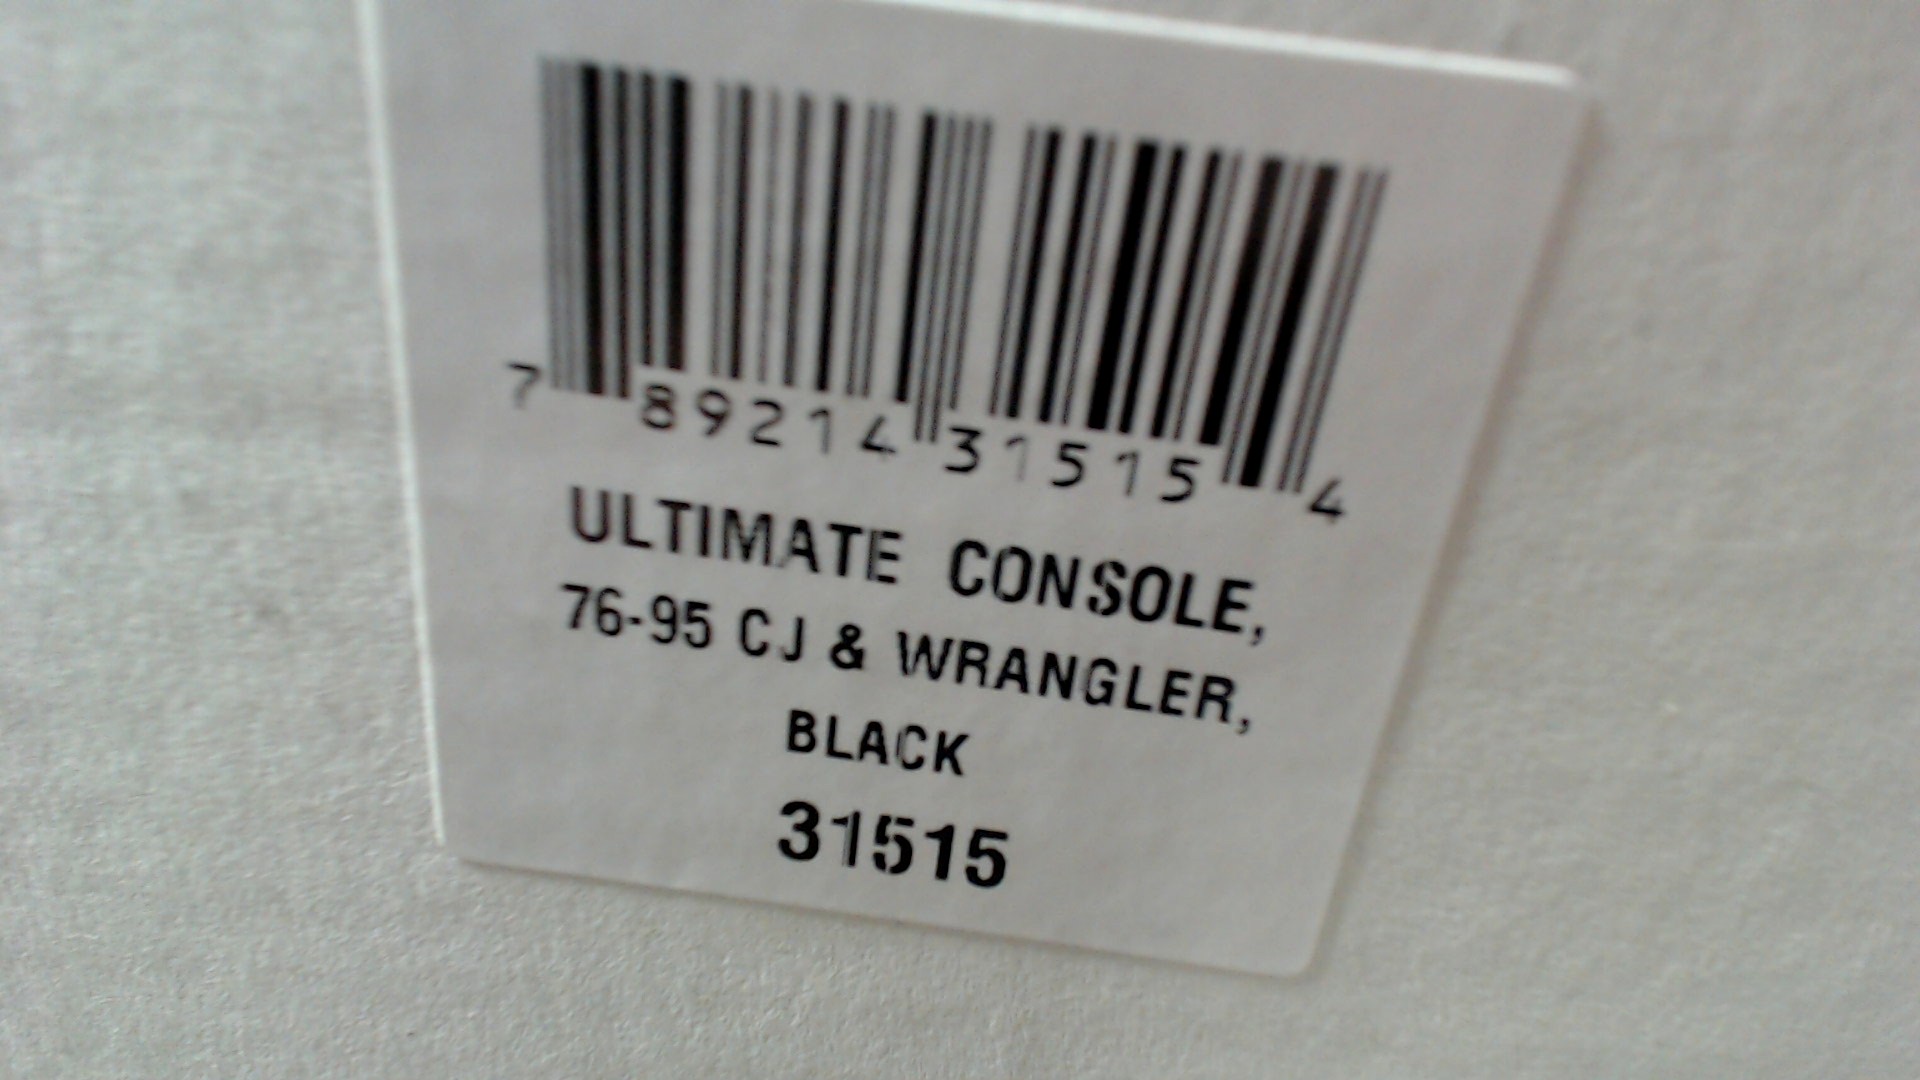 7 89214 31515 4
ULTIMATE CONSOLE,
76-95 CJ & WRANGLER,
BLACK
31515